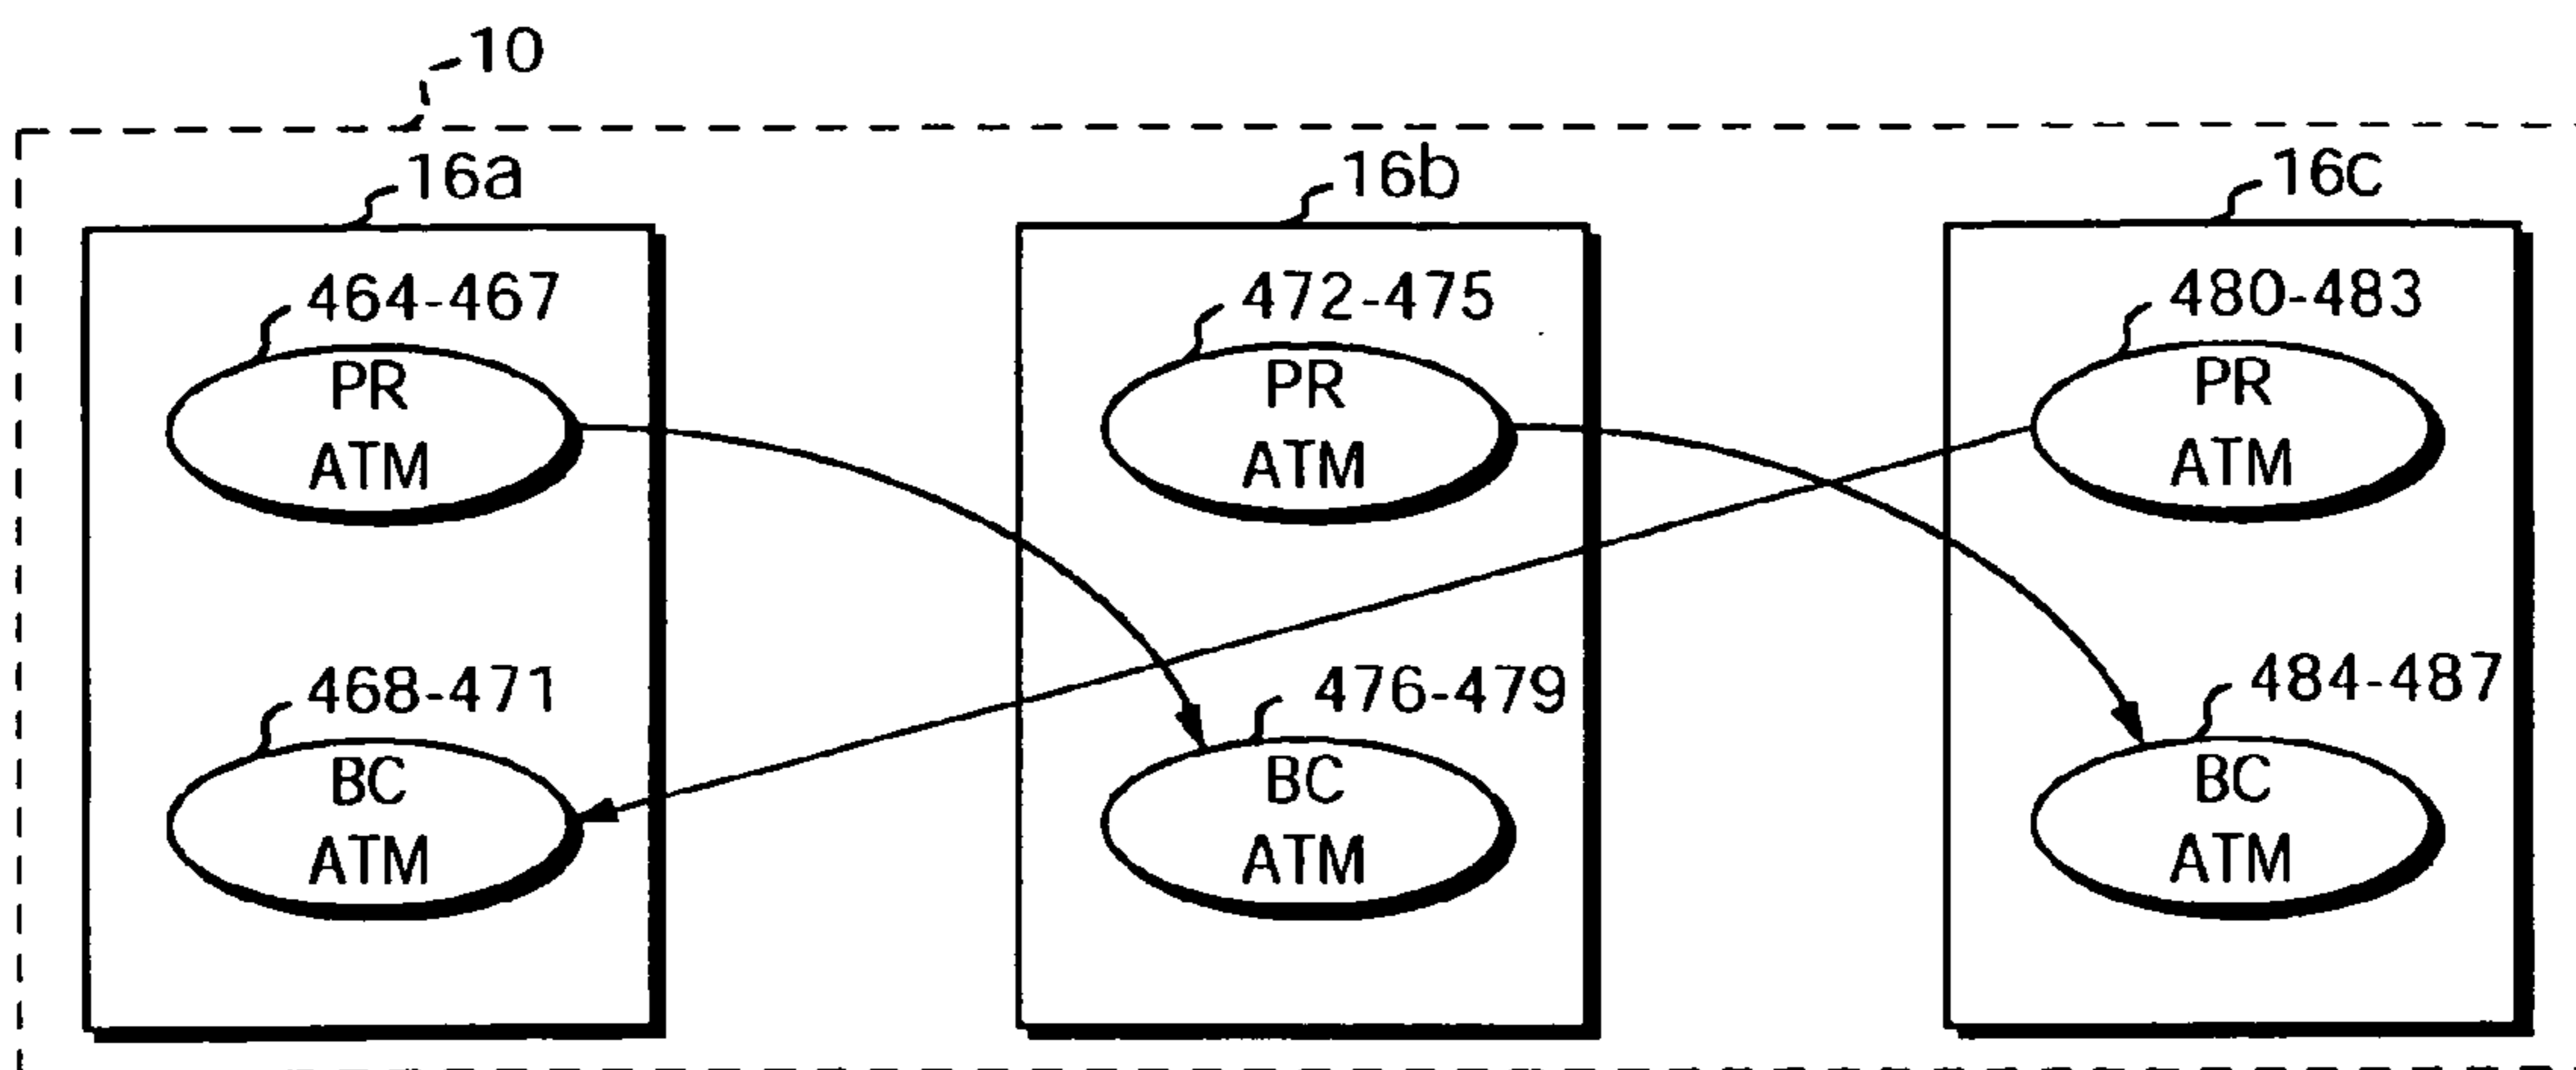 10
16a
16b
16c
464-467
472-475
480-483
PR
ATM
PR
ATM
PR
ATM
468-471
476-479
484-487
BC
ATM
BC
ATM
BC
ATM